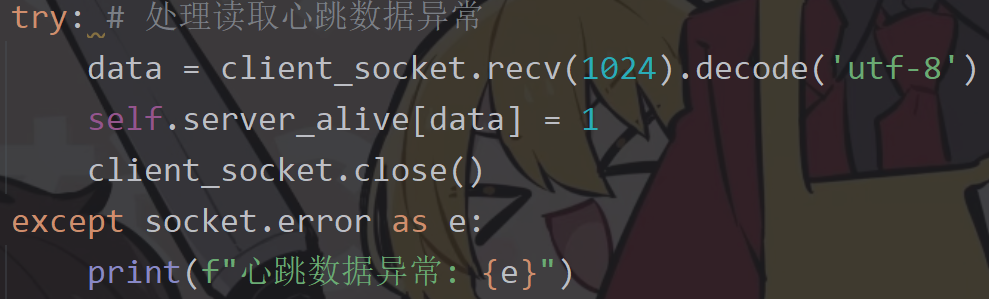 try: # 处理读取心跳数据异常
    data = client_socket.recv(1024).decode('utf-8')
    self.server_alive[data] = 1
    client_socket.close()
except socket.error as e:
    print(f"心跳数据异常: {e}")